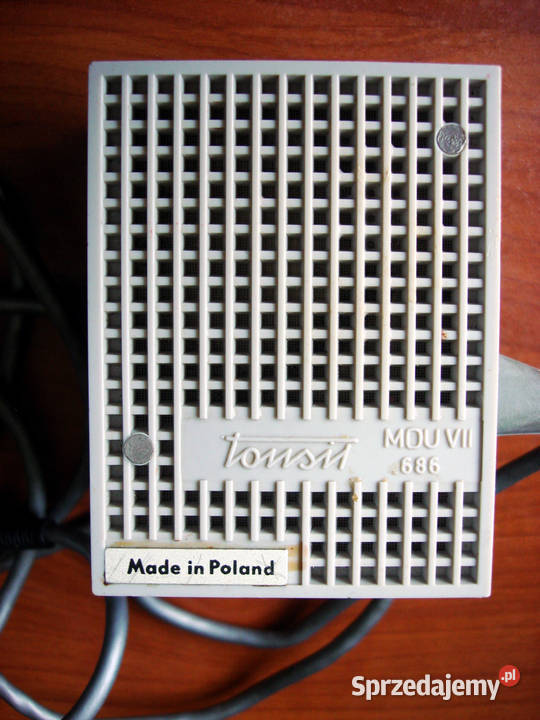 Tonsil MDU VII
686
Made in Poland
Sprzedajemy.pl